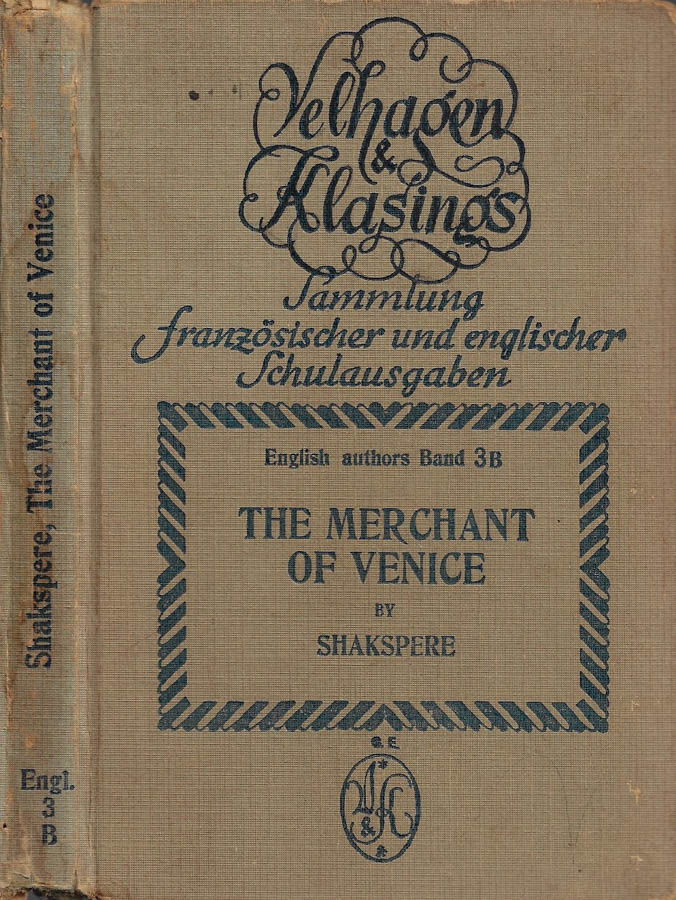 Shakspere, The Merchant of Venice
Engl.
3
B
Velhagen
&
Klasings
Sammlung
französischer und englischer
Schulausgaben
English authors Band 3B
THE MERCHANT
OF VENICE
BY
SHAKSPERE
G. E.
V
& K